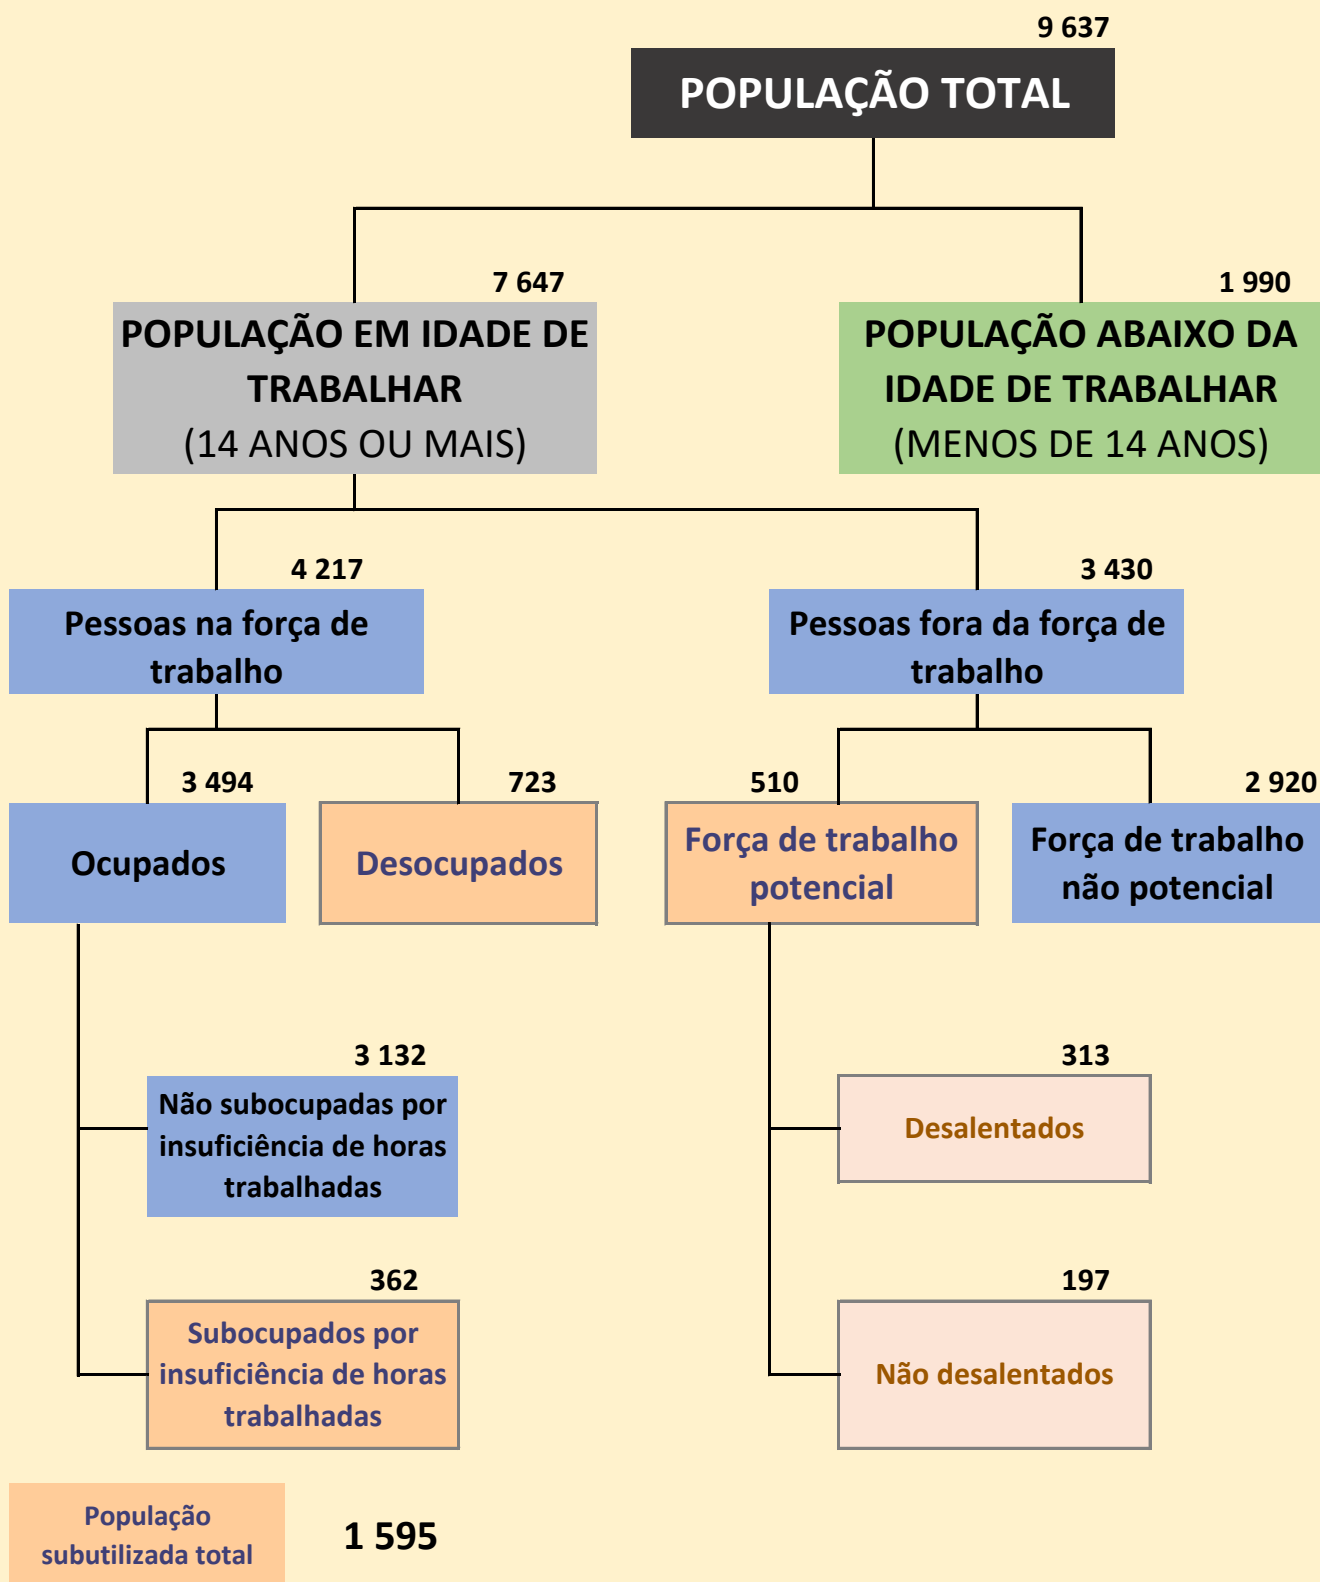 9 637
POPULAÇÃO TOTAL
7 647
POPULAÇÃO EM IDADE DE
TRABALHAR
(14 ANOS OU MAIS)
1 990
POPULAÇÃO ABAIXO DA
IDADE DE TRABALHAR
(MENOS DE 14 ANOS)
4 217
Pessoas na força de
trabalho
3 430
Pessoas fora da força de
trabalho
3 494
Ocupados
723
Desocupados
510
Força de trabalho
potencial
2 920
Força de trabalho
não potencial
3 132
Não subocupadas por
insuficiência de horas
trabalhadas
313
Desalentados
362
Subocupados por
insuficiência de horas
trabalhadas
197
Não desalentados
População
subutilizada total
1 595